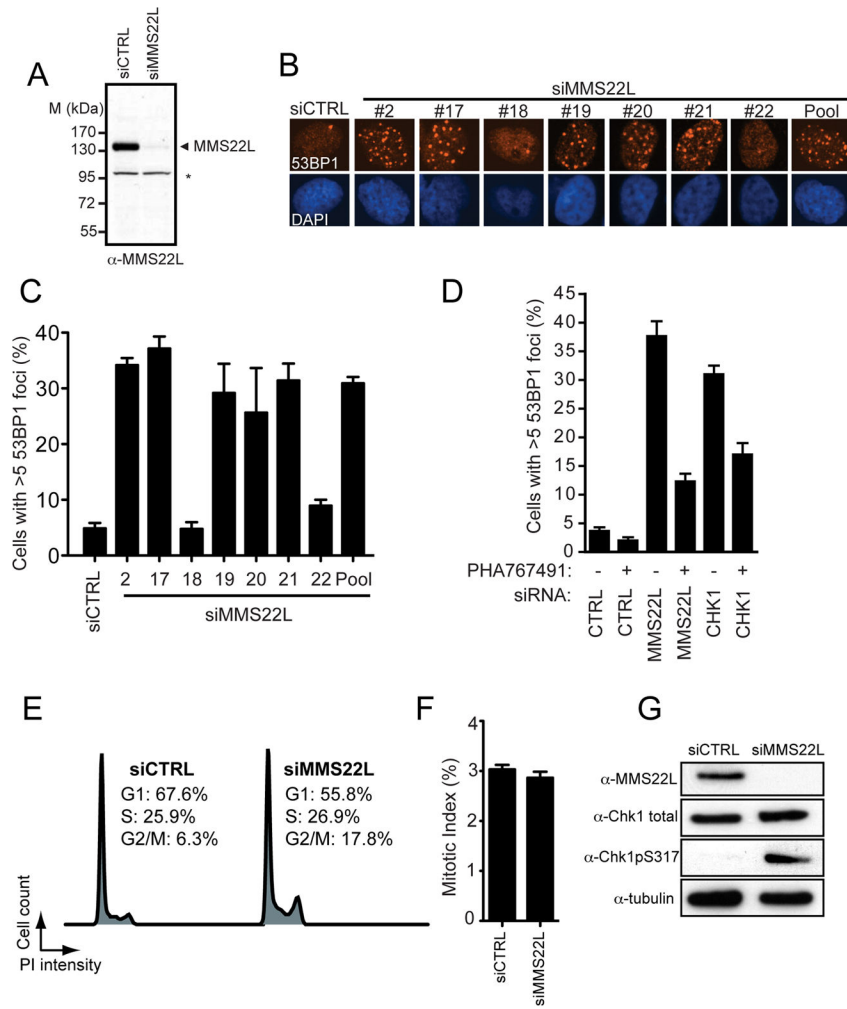 A
siCTRL
siMMS22L
M (kDa)
170
130
95
72
55
MMS22L
*
α-MMS22L
B
siMMS22L
siCTRL #2 #17 #18 #19 #20 #21 #22 Pool
53BP1
DAPI
C
Cells with >5 53BP1 foci (%)
40
30
20
10
0
siCTRL
2 17 18 19 20 21 22 Pool
siMMS22L
D
Cells with >5 53BP1 foci (%)
45
40
35
30
25
20
15
10
5
0
PHA767491: - + - + - +
siRNA: CTRL CTRL MMS22L MMS22L CHK1 CHK1
E
siCTRL
G1: 67.6%
S: 25.9%
G2/M: 6.3%
siMMS22L
G1: 55.8%
S: 26.9%
G2/M: 17.8%
Cell count
PI intensity
F
Mitotic Index (%)
4
3
2
1
0
siCTRL
siMMS22L
G
siCTRL siMMS22L
α-MMS22L
α-Chk1 total
α-Chk1pS317
α-tubulin